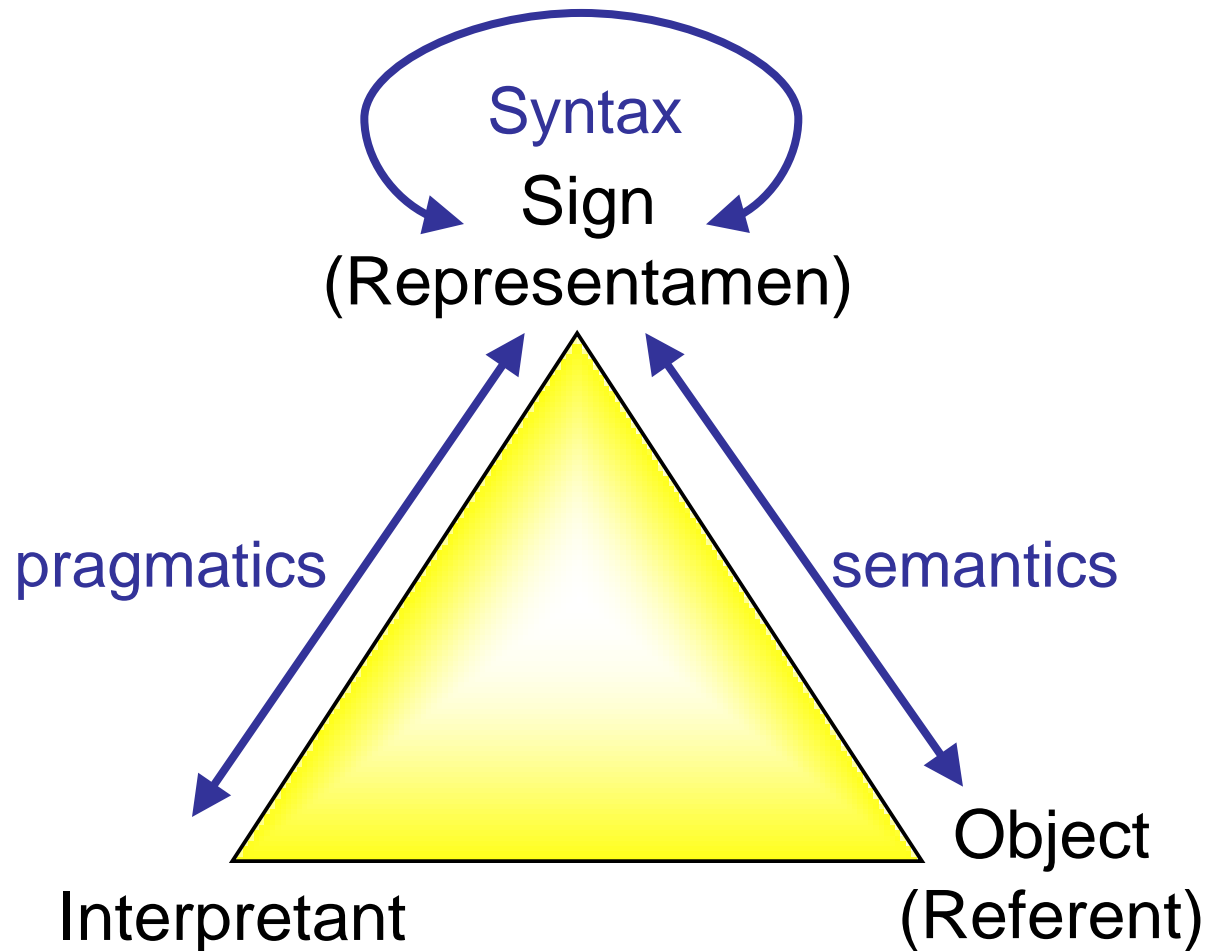 Syntax
Sign
(Representamen)
pragmatics
semantics
Object
(Referent)
Interpretant